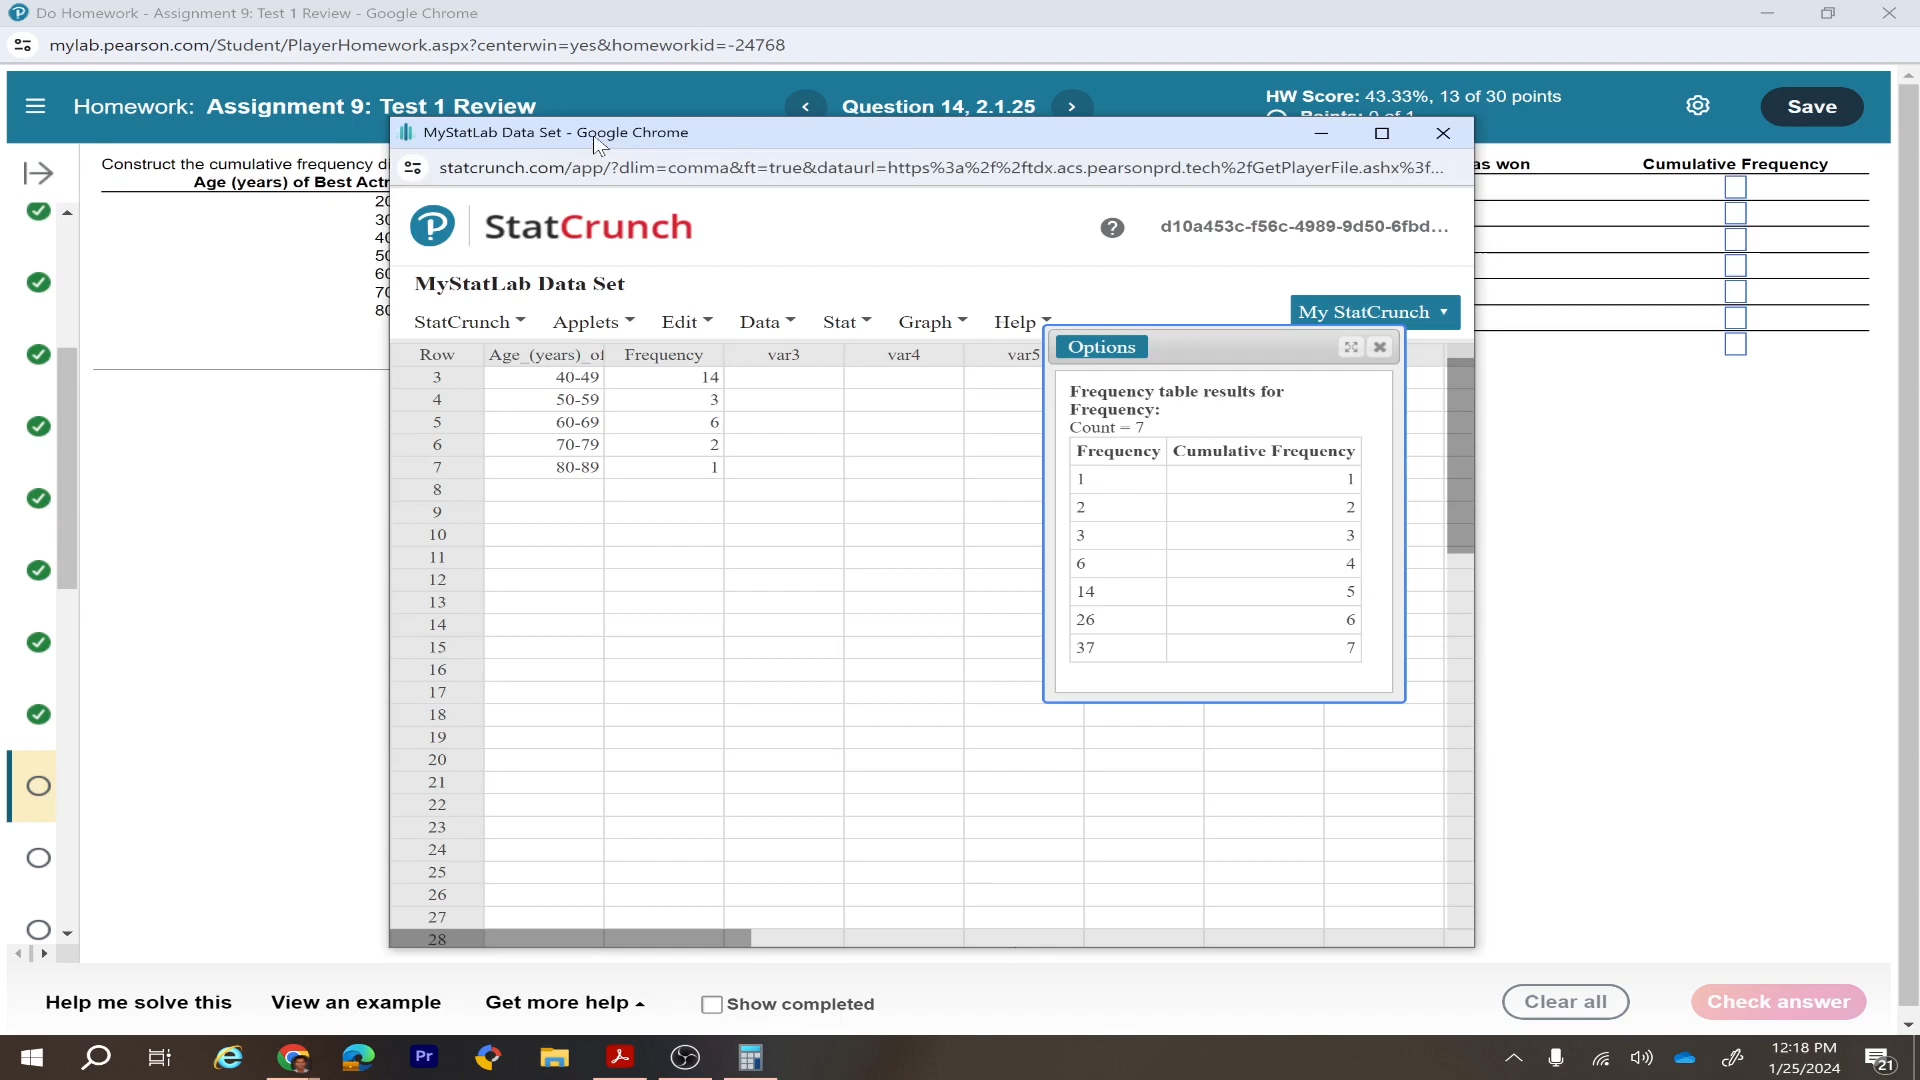 Do Homework - Assignment 9: Test 1 Review - Google Chrome
mylab.pearson.com/Student/PlayerHomework.aspx?centerwin=yes&homeworkid=-24768
Homework: Assignment 9: Test 1 Review
Question 14, 2.1.25
HW Score: 43.33%, 13 of 30 points
Save
Construct the cumulative frequency di
Age (years) of Best Actr
as won
Cumulative Frequency
MyStatLab Data Set - Google Chrome
statcrunch.com/app/?dlim=comma&ft=true&dataurl=https%3a%2f%2ftdx.acs.pearsonprd.tech%2fGetPlayerFile.ashx%3f...
P StatCrunch
d10a453c-f56c-4989-9d50-6fbd...
MyStatLab Data Set
StatCrunch Applets Edit Data Stat Graph Help
My StatCrunch
Row Age_(years)_of Frequency var3 var4 var5
3 40-49 14
4 50-59 3
5 60-69 6
6 70-79 2
7 80-89 1
8
9
10
11
12
13
14
15
16
17
18
19
20
21
22
23
24
25
26
27
28
Options
Frequency table results for
Frequency:
Count = 7
Frequency Cumulative Frequency
1 1
2 2
3 3
6 4
14 5
26 6
37 7
Help me solve this View an example Get more help Show completed
Clear all
Check answer
Pr
12:18 PM
1/25/2024
21